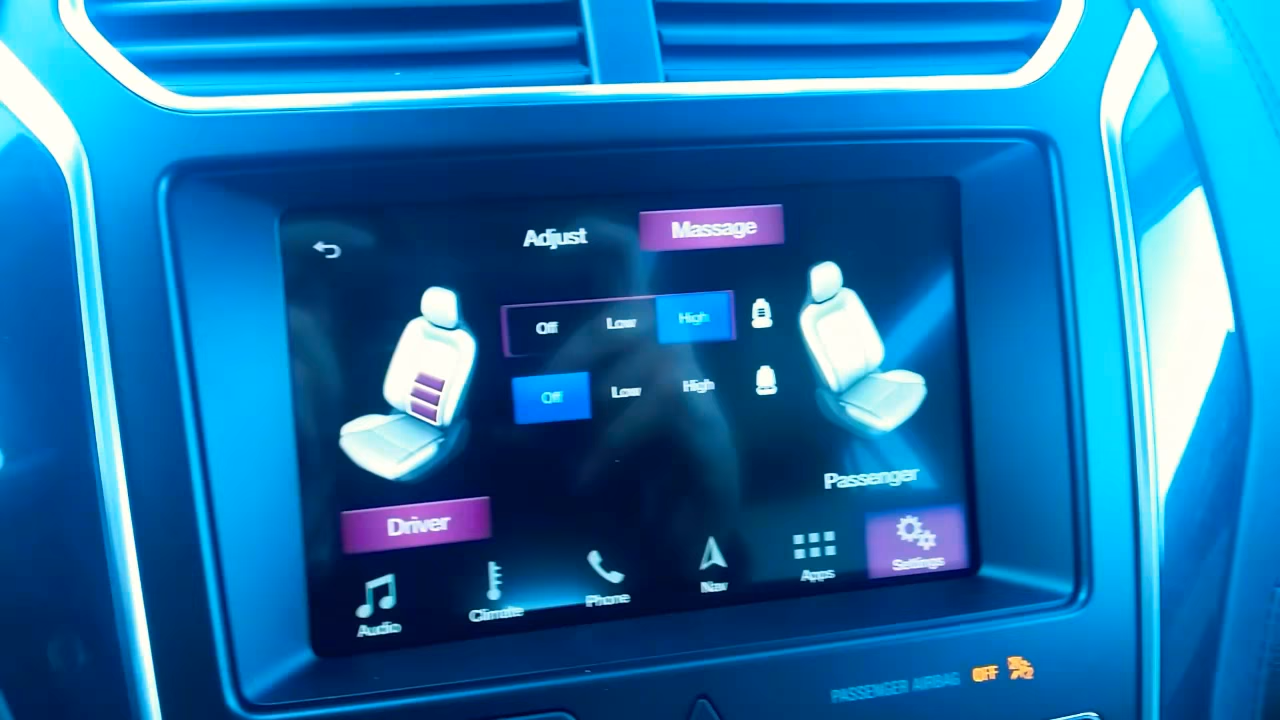 Adjust Massage
Off Low High
Off Low High
Passenger
Driver
Audio Climate Phone Nav Apps Settings
PASSENGER AIRBAG OFF